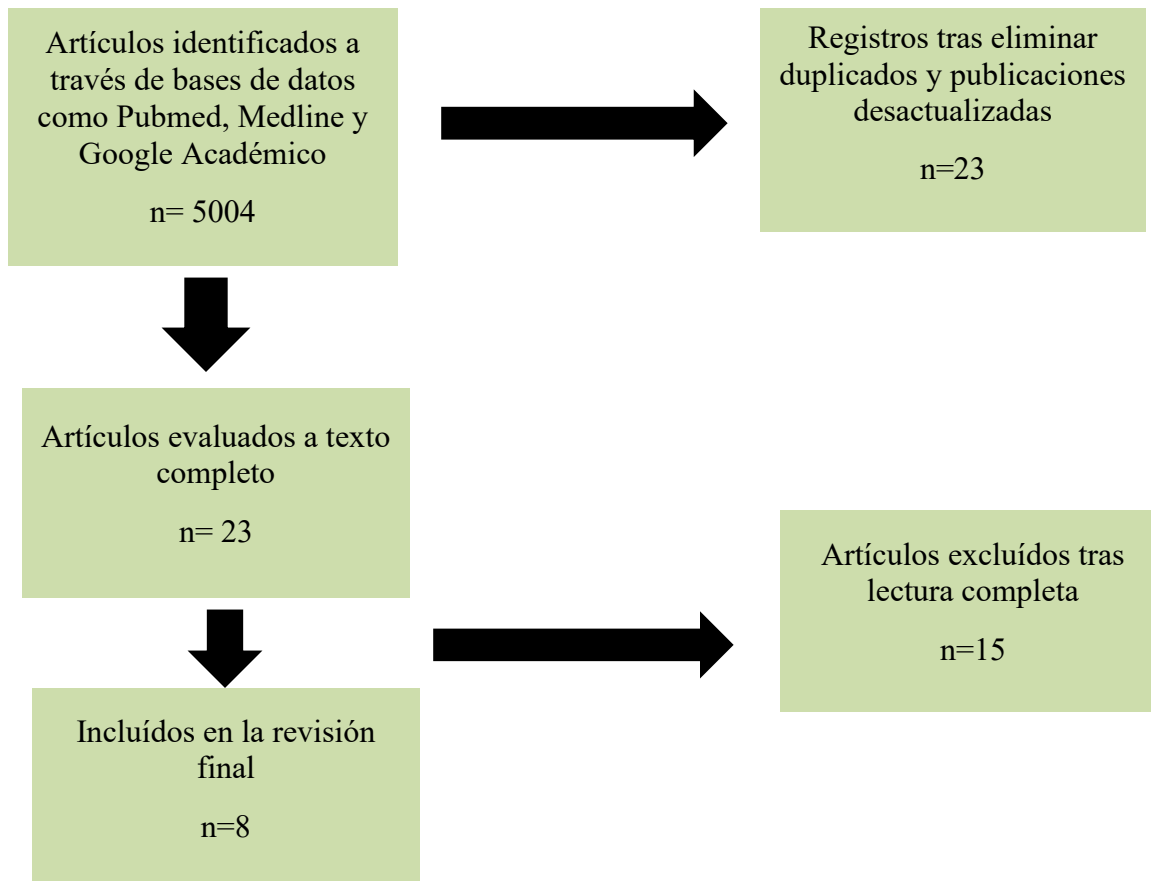 Artículos identificados a
través de bases de datos
como Pubmed, Medline y
Google Académico
n= 5004
Registros tras eliminar
duplicados y publicaciones
desactualizadas
n=23
Artículos evaluados a texto
completo
n= 23
Artículos excluídos tras
lectura completa
n=15
Incluídos en la revisión
final
n=8